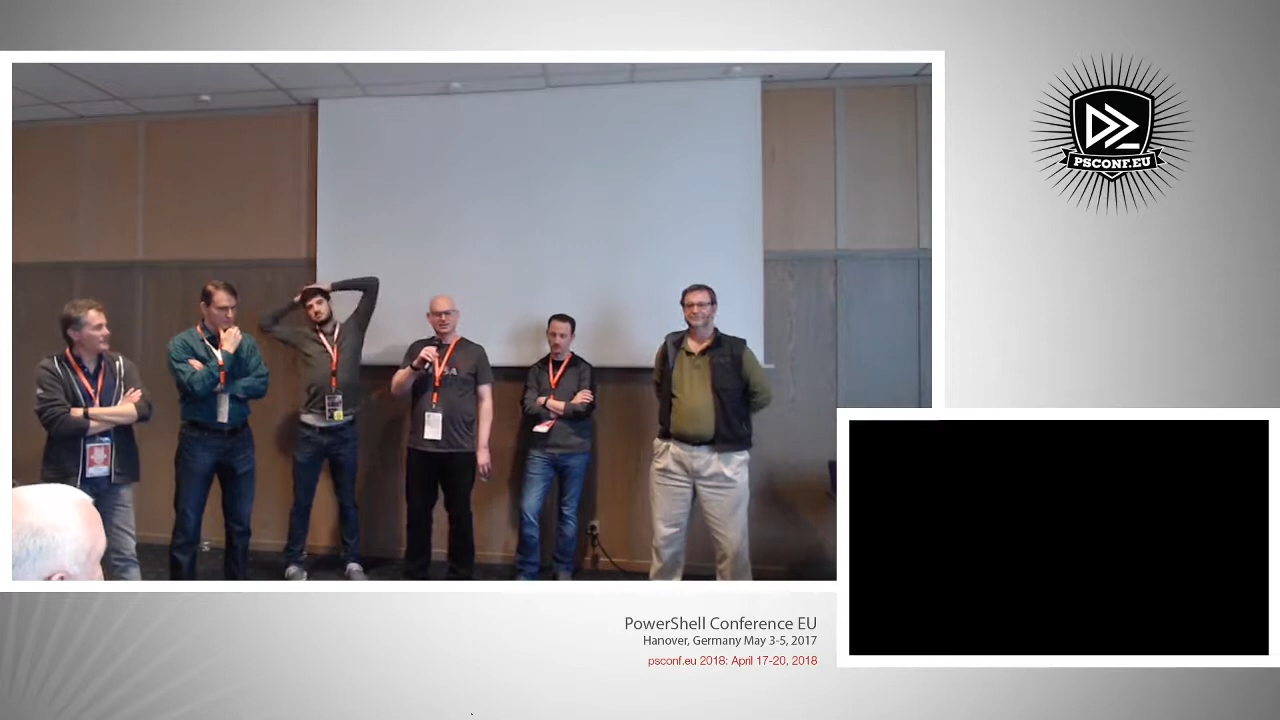 PSCONF.EU
PowerShell Conference EU
Hanover, Germany May 3-5, 2017
psconf.eu 2018: April 17-20, 2018